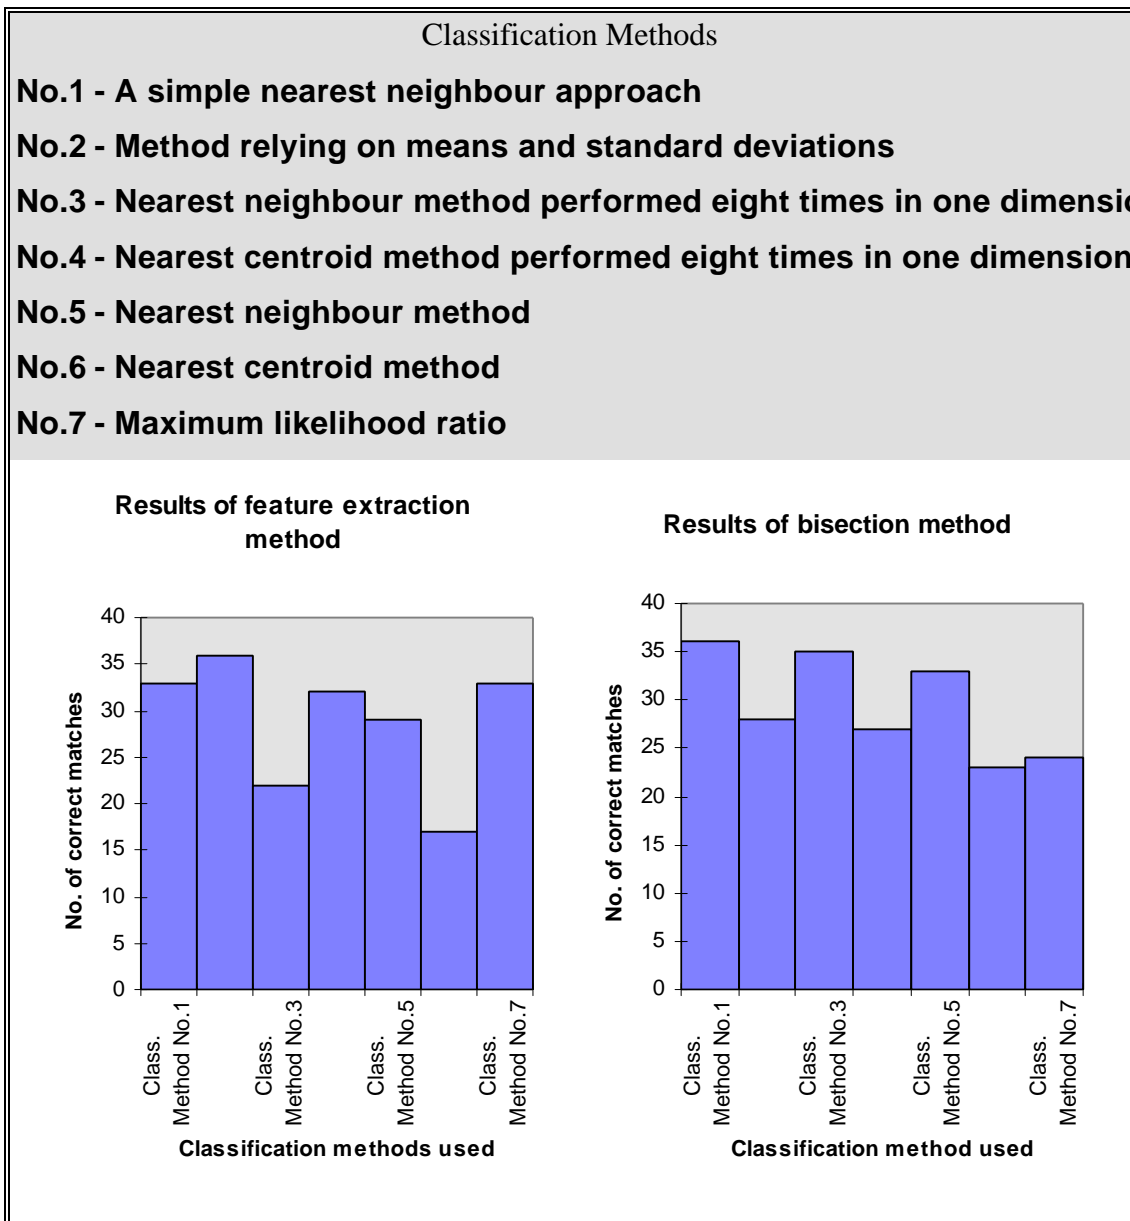 Classification Methods
No.1 - A simple nearest neighbour approach
No.2 - Method relying on means and standard deviations
No.3 - Nearest neighbour method performed eight times in one dimensio
No.4 - Nearest centroid method performed eight times in one dimension
No.5 - Nearest neighbour method
No.6 - Nearest centroid method
No.7 - Maximum likelihood ratio
Results of feature extraction
method
40
35
30
25
20
15
10
5
0
No. of correct matches
Class.
Method No.1
Class.
Method No.3
Class.
Method No.5
Class.
Method No.7
Classification methods used
Results of bisection method
40
35
30
25
20
15
10
5
0
No. of correct matches
Class.
Method No.1
Class.
Method No.3
Class.
Method No.5
Class.
Method No.7
Classification method used